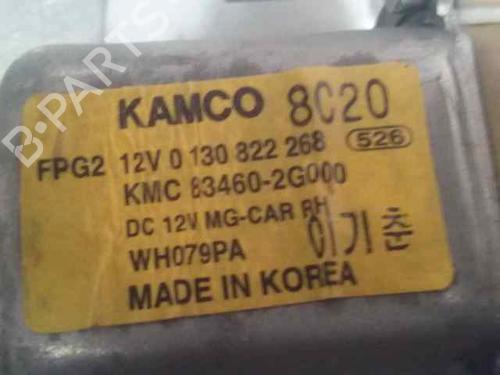 KAMCO 8C20
FPG2 12V 0 130 822 268 526
KMC 83460-2G000
DC 12V MG-CAR RH
이기춘
WH079PA
MADE IN KOREA
B-PARTS